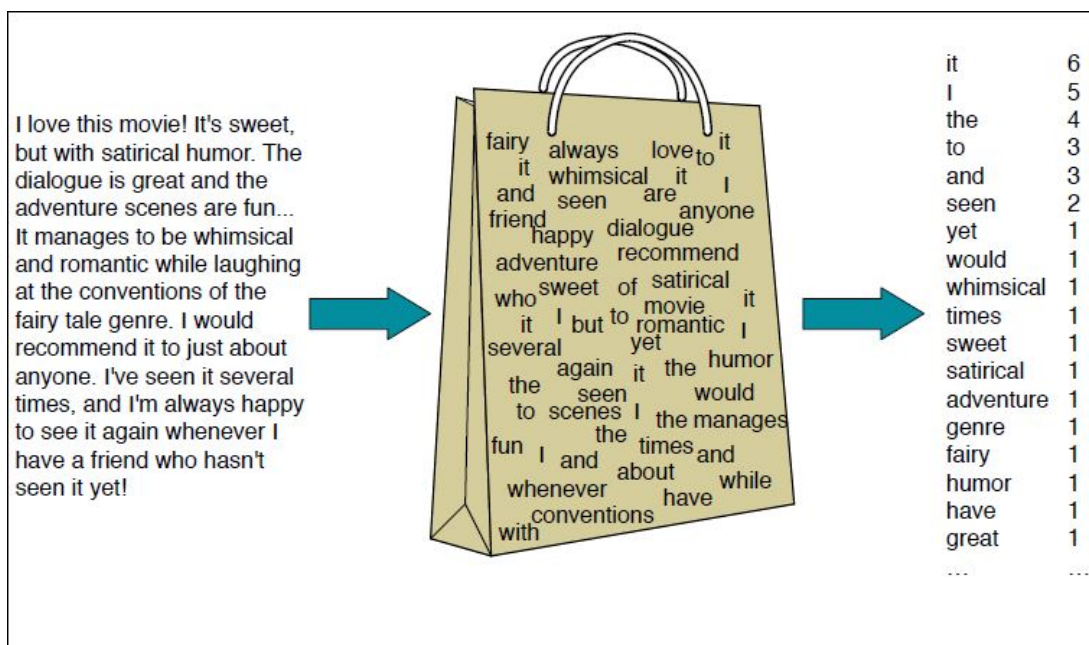 I love this movie! It's sweet,
but with satirical humor. The
dialogue is great and the
adventure scenes are fun...
It manages to be whimsical
and romantic while laughing
at the conventions of the
fairy tale genre. I would
recommend it to just about
anyone. I've seen it several
times, and I'm always happy
to see it again whenever I
have a friend who hasn't
seen it yet!
fairy always love to it
it whimsical it I
and seen are anyone
friend happy dialogue
adventure recommend
sweet of satirical
who it I but to movie romantic it I
several yet
again it the humor
the seen would
to scenes I the manages
fun I and the times and
whenever about while
have
conventions
with
it 6
I 5
the 4
to 3
and 3
seen 2
yet 1
would 1
whimsical 1
times 1
sweet 1
satirical 1
adventure 1
genre 1
fairy 1
humor 1
have 1
great 1
... ...